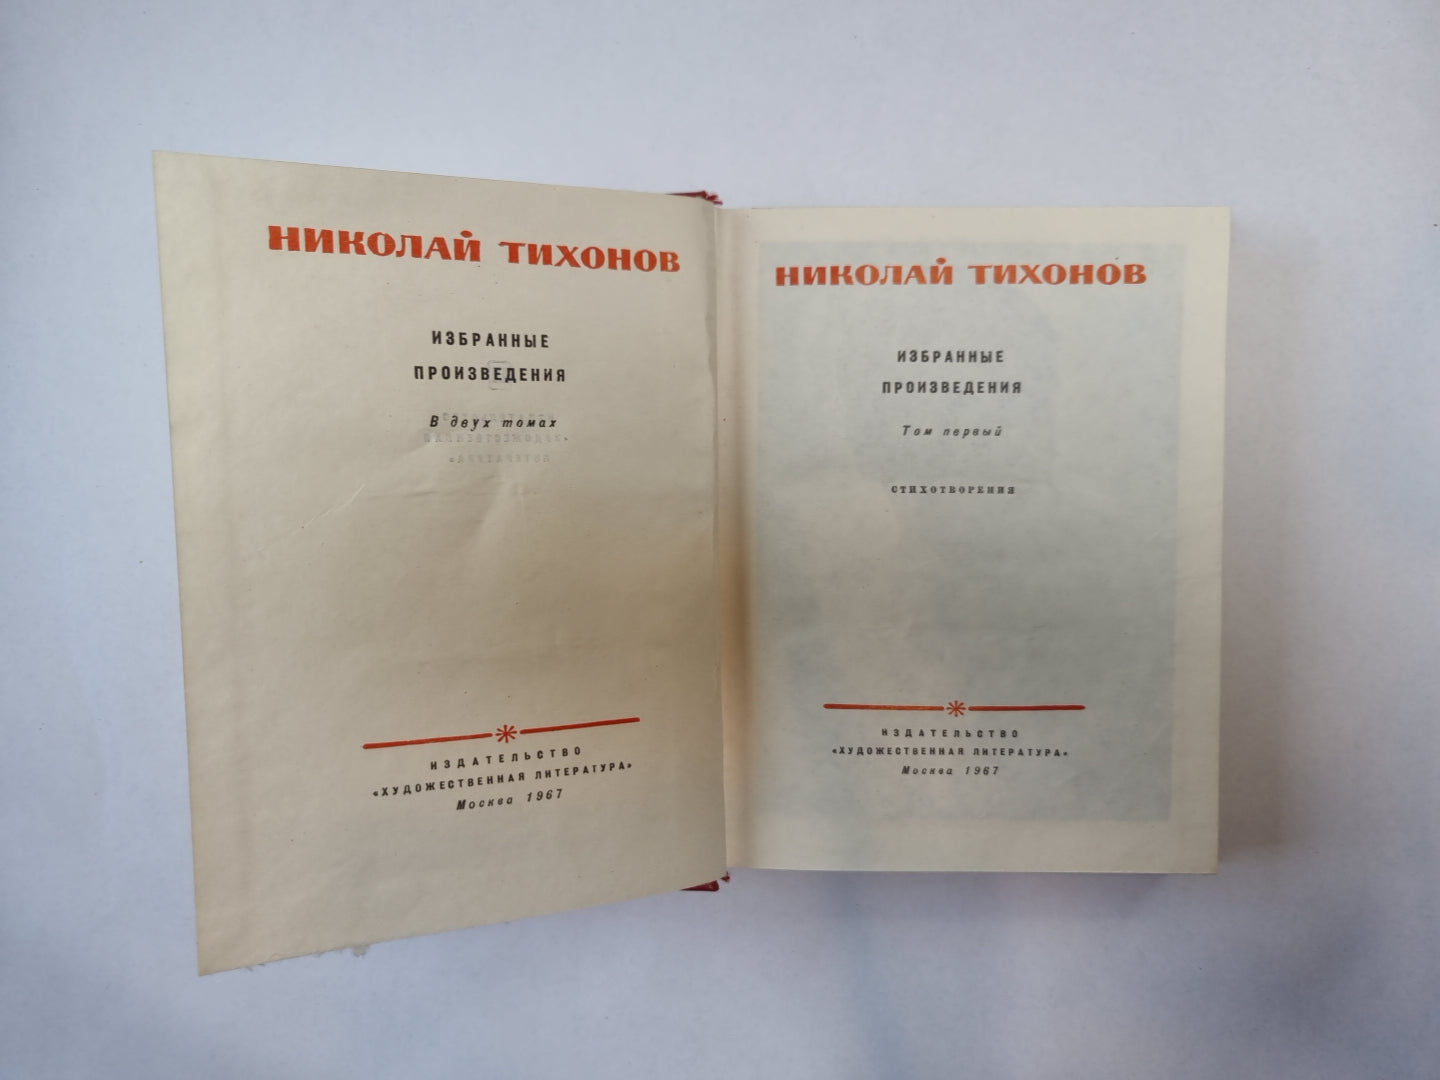 НИКОЛАЙ ТИХОНОВ
ИЗБРАННЫЕ
ПРОИЗВЕДЕНИЯ
В двух томах
ИЗДАТЕЛЬСТВО
«ХУДОЖЕСТВЕННАЯ ЛИТЕРАТУРА»
Москва 1967
НИКОЛАЙ ТИХОНОВ
ИЗБРАННЫЕ
ПРОИЗВЕДЕНИЯ
Том первый
СТИХОТВОРЕНИЯ
ИЗДАТЕЛЬСТВО
«ХУДОЖЕСТВЕННАЯ ЛИТЕРАТУРА»
Москва 1967